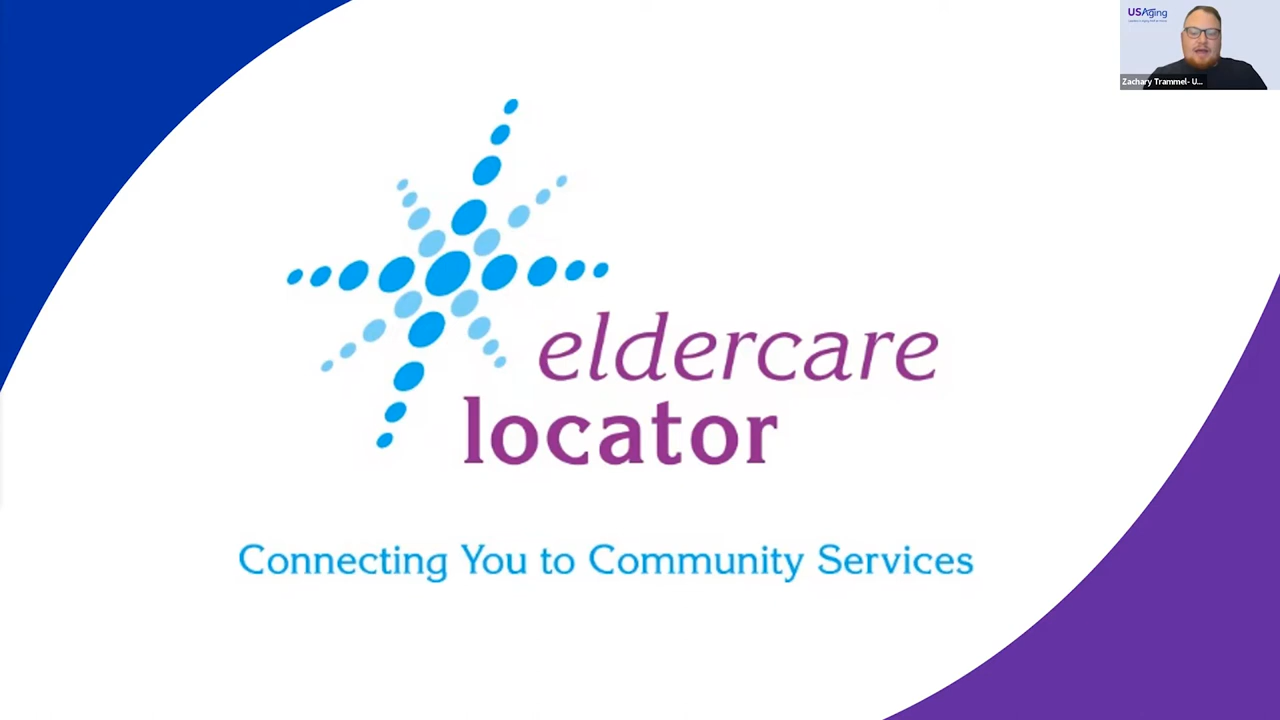 USAging
Zachary Trammel- U...
eldercare
locator
Connecting You to Community Services